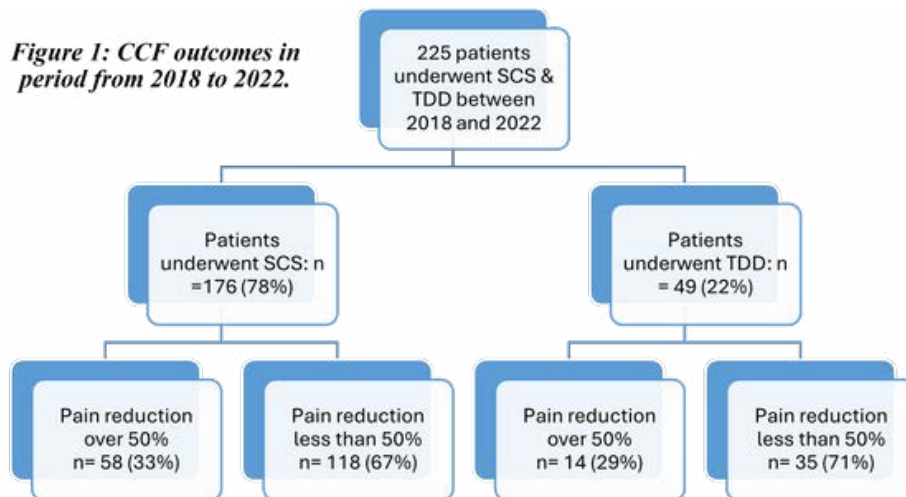 Figure 1: CCF outcomes in
period from 2018 to 2022.
225 patients
underwent SCS &
TDD between
2018 and 2022
Patients
underwent SCS: n
=176 (78%)
Patients
underwent TDD: n
= 49 (22%)
Pain reduction
over 50%
n= 58 (33%)
Pain reduction
less than 50%
n= 118 (67%)
Pain reduction
over 50%
n= 14 (29%)
Pain reduction
less than 50%
n= 35 (71%)